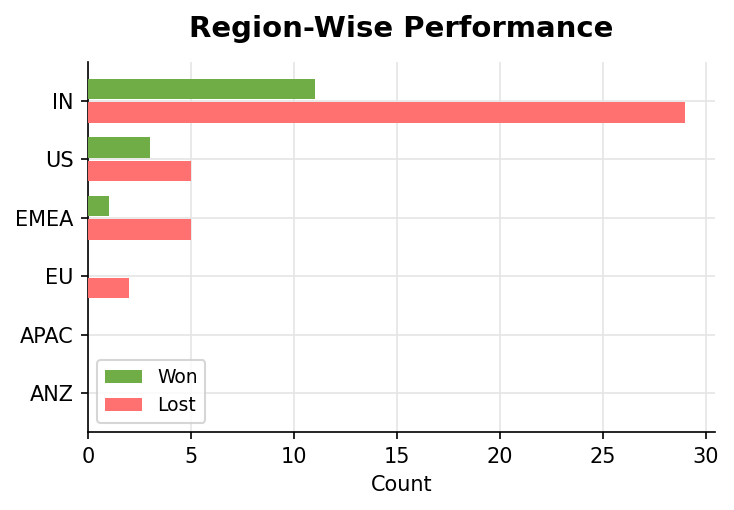 Region-Wise Performance
IN
US
EMEA
EU
APAC
ANZ
Won
Lost
0 5 10 15 20 25 30
Count